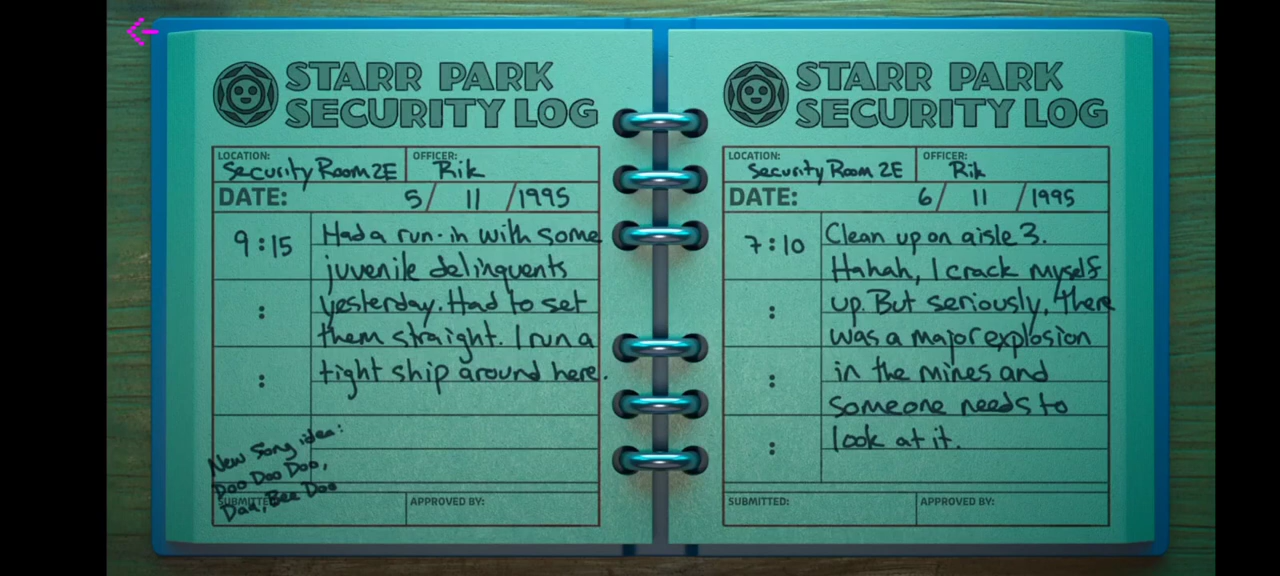 STARR PARK
SECURITY LOG
LOCATION:
Security Room 2E
OFFICER:
Rik
DATE: 5/ 11 /1995
9:15
Had a run-in with some
juvenile delinquents
yesterday. Had to set
them straight. I run a
tight ship around here.
:
:
New Song idea:
Doo Doo Doo,
Daa, Bee Doo
SUBMITTED:
APPROVED BY:
STARR PARK
SECURITY LOG
LOCATION:
Security Room 2E
OFFICER:
Rik
DATE: 6/ 11 /1995
7:10
Clean up on aisle 3.
Hahah, I crack myself
up. But seriously, there
was a major explosion
in the mines and
someone needs to
look at it.
:
:
:
SUBMITTED:
APPROVED BY: